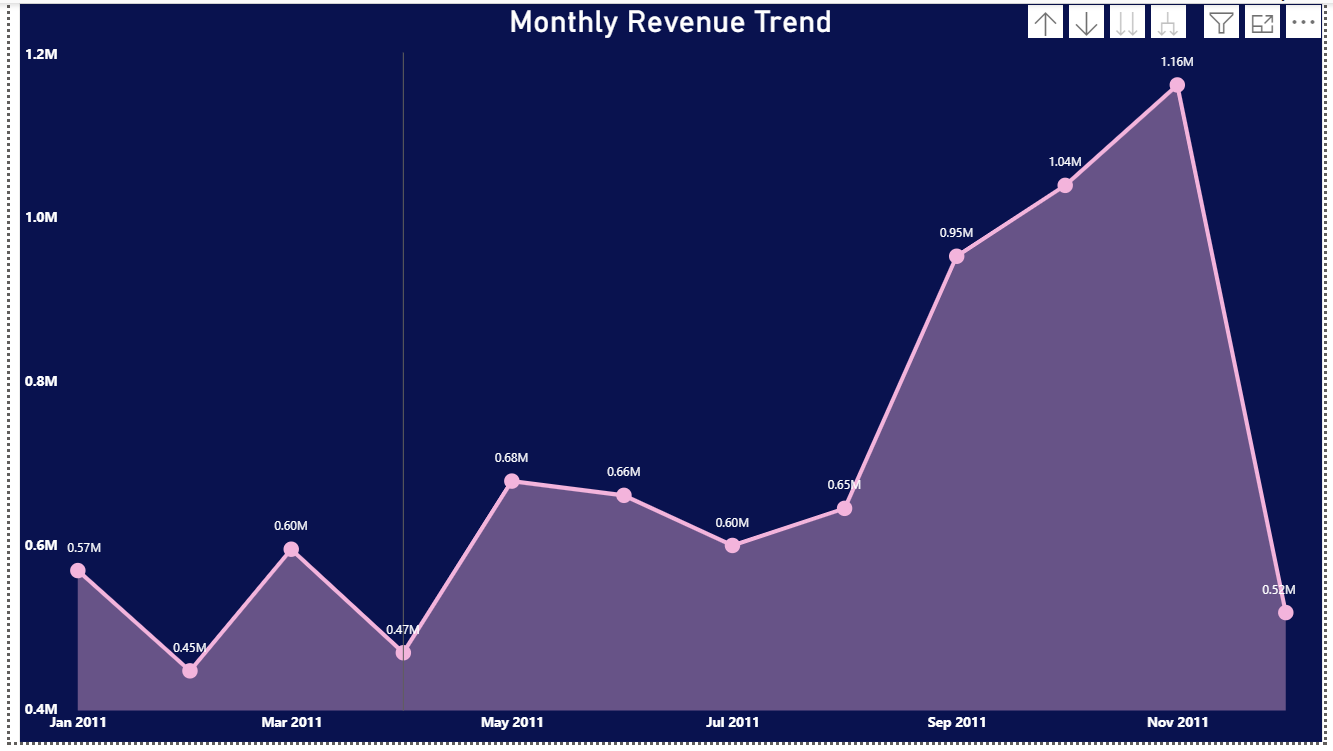 Monthly Revenue Trend
1.2M
1.16M
1.04M
1.0M
0.95M
0.8M
0.68M
0.66M
0.65M
0.60M
0.60M
0.6M
0.57M
0.52M
0.47M
0.45M
0.4M
Jan 2011
Mar 2011
May 2011
Jul 2011
Sep 2011
Nov 2011